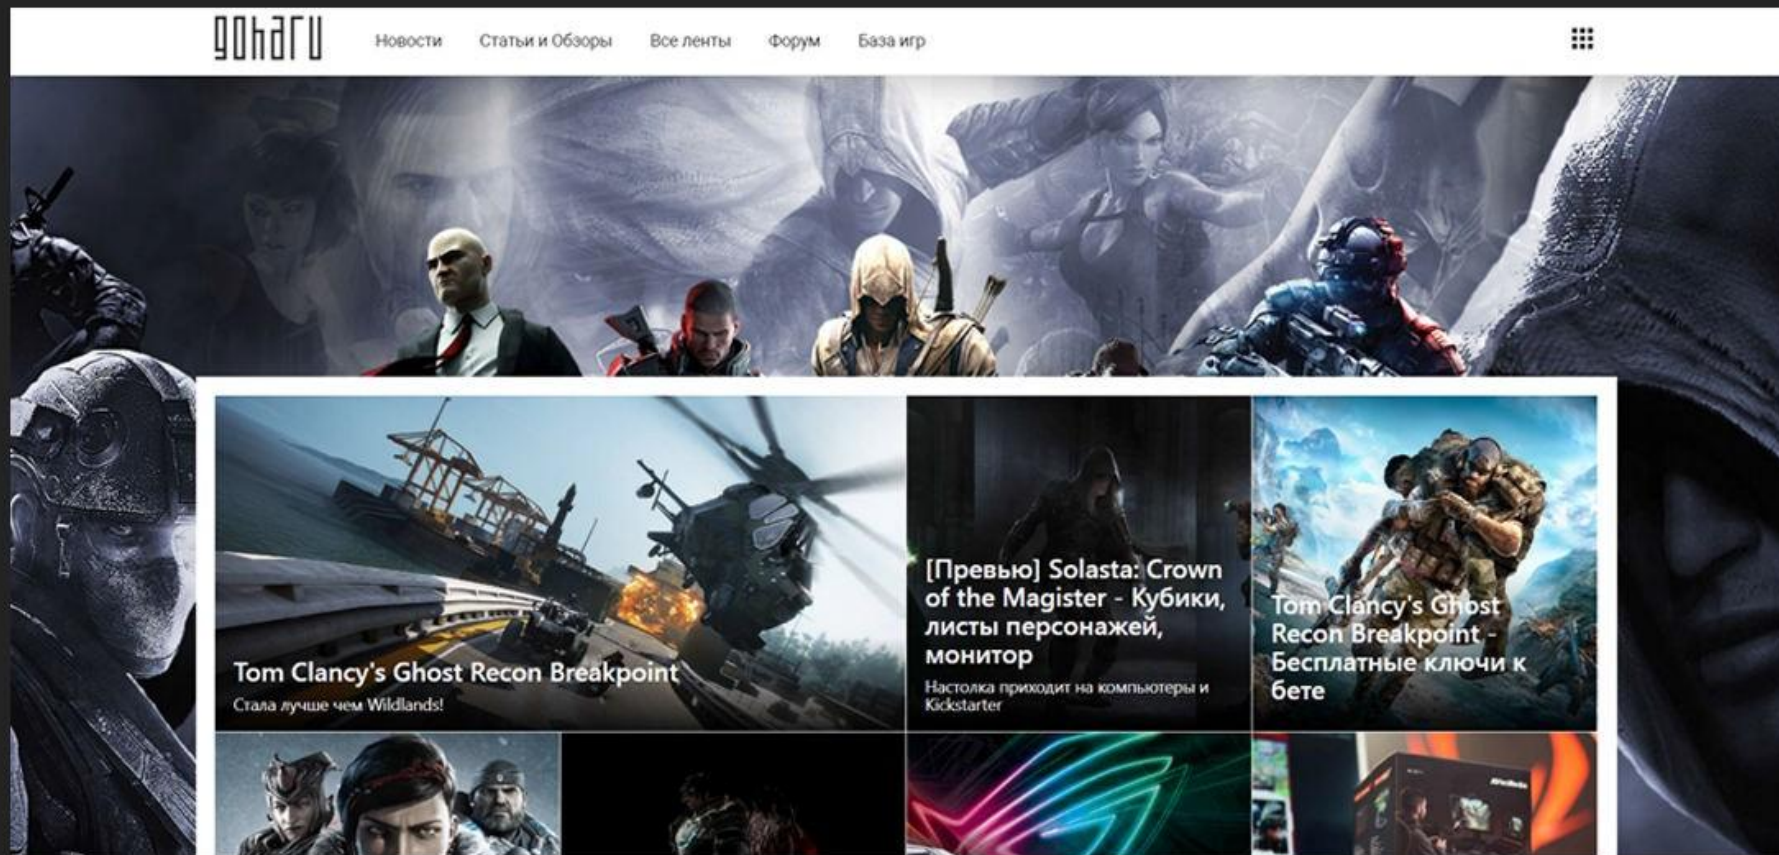 goharu
Новости Статьи и Обзоры Все ленты Форум База игр
Tom Clancy's Ghost Recon Breakpoint
Стала лучше чем Wildlands!
[Превью] Solasta: Crown
of the Magister - Кубики,
листы персонажей,
монитор
Настолка приходит на компьютеры и
Kickstarter
Tom Clancy's Ghost
Recon Breakpoint -
Бесплатные ключи к
бете
AVerMedia